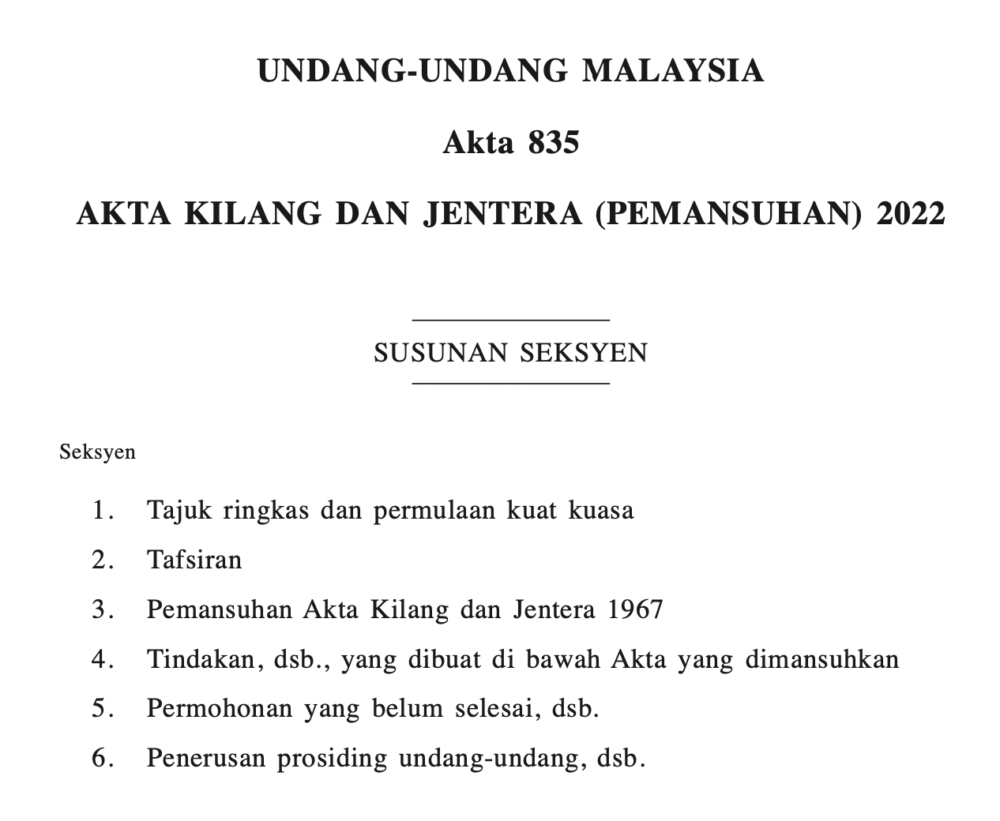 UNDANG-UNDANG MALAYSIA
Akta 835
AKTA KILANG DAN JENTERA (PEMANSUHAN) 2022
SUSUNAN SEKSYEN
Seksyen
1. Tajuk ringkas dan permulaan kuat kuasa
2. Tafsiran
3. Pemansuhan Akta Kilang dan Jentera 1967
4. Tindakan, dsb., yang dibuat di bawah Akta yang dimansuhkan
5. Permohonan yang belum selesai, dsb.
6. Penerusan prosiding undang-undang, dsb.